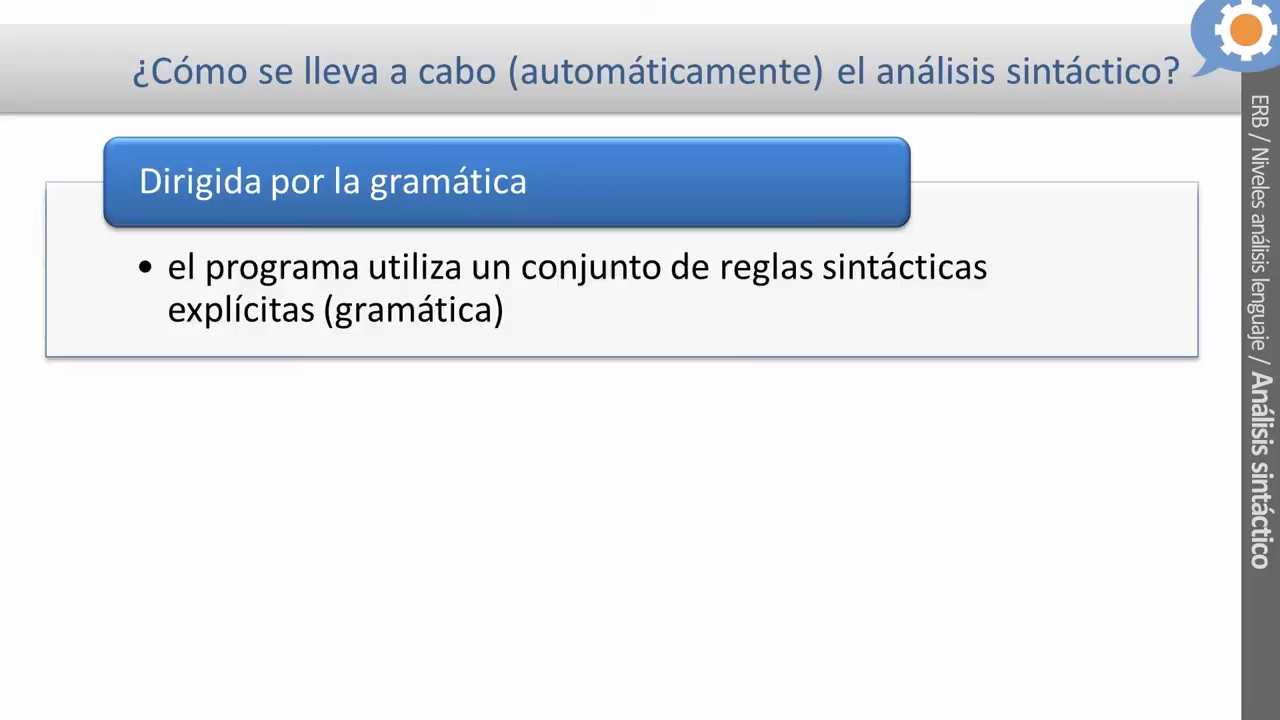 ¿Cómo se lleva a cabo (automáticamente) el análisis sintáctico?
Dirigida por la gramática
• el programa utiliza un conjunto de reglas sintácticas
explícitas (gramática)
ERB / Niveles análisis lenguaje / Análisis sintáctico